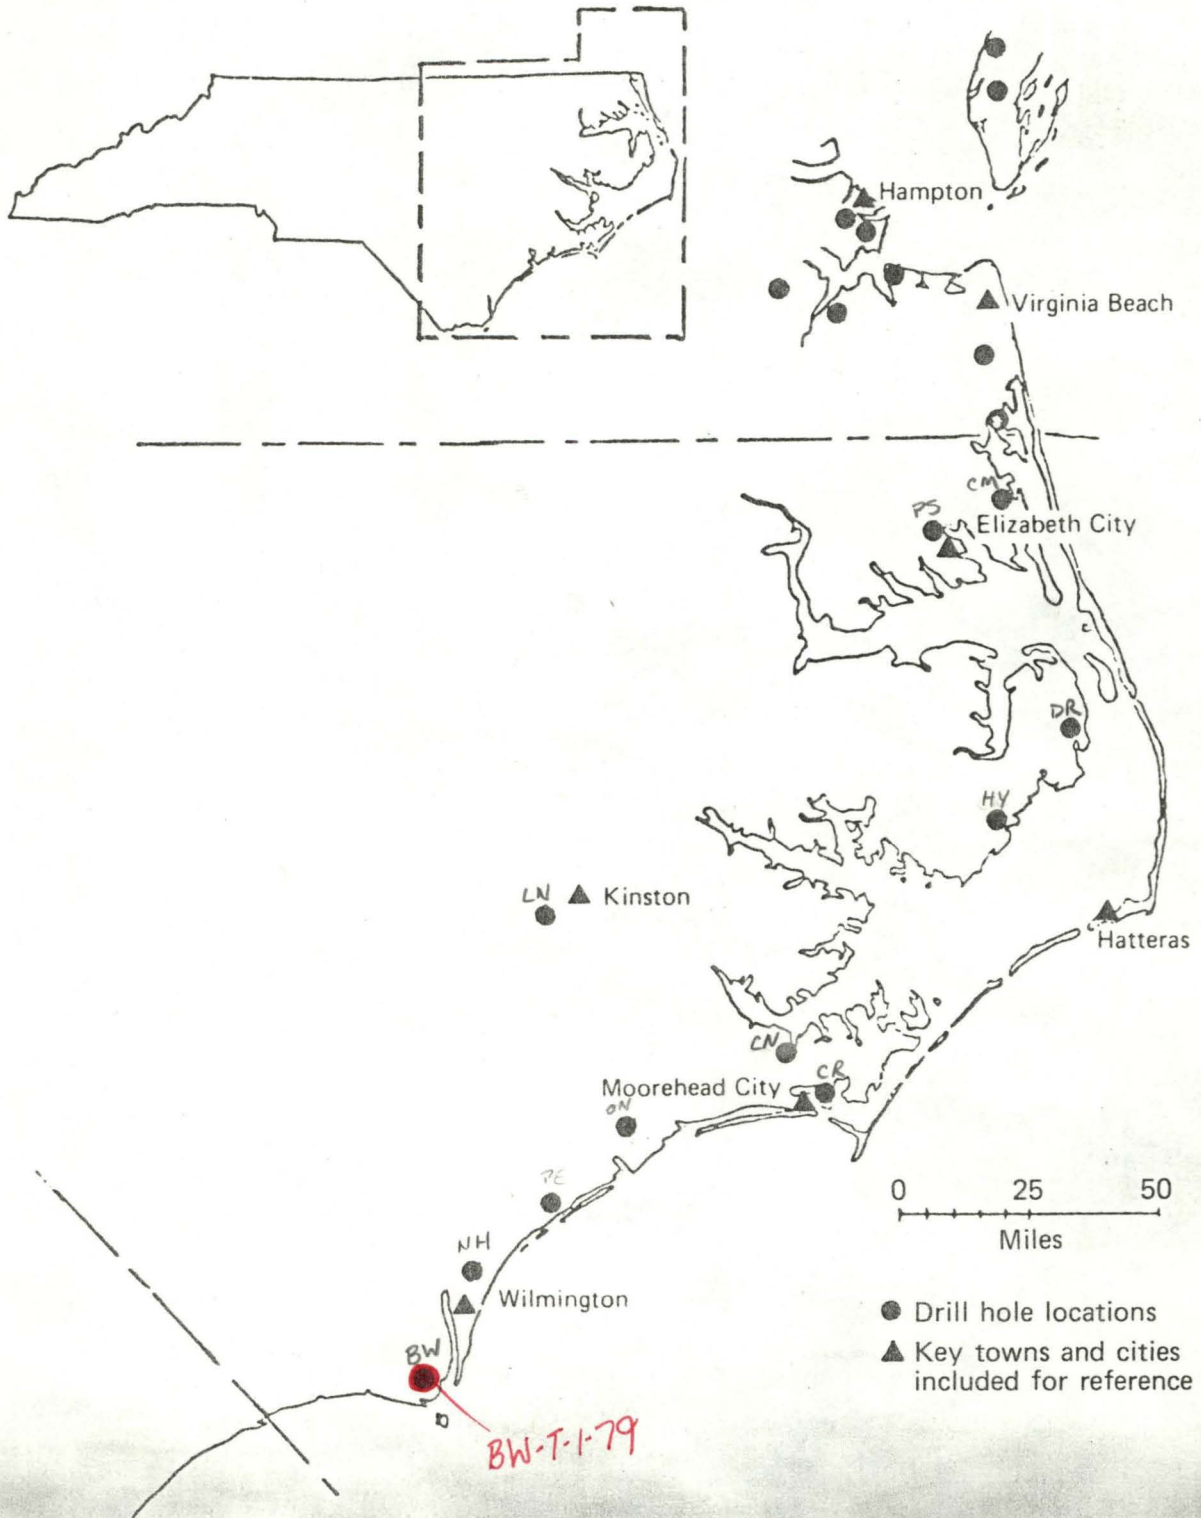 Hampton
Virginia Beach
CM
PS
Elizabeth City
DR
HY
LN
Kinston
Hatteras
CN
CR
Moorehead City
ON
PE
NH
Wilmington
BW
BW-T-1-79
0 25 50
Miles
Drill hole locations
Key towns and cities
included for reference